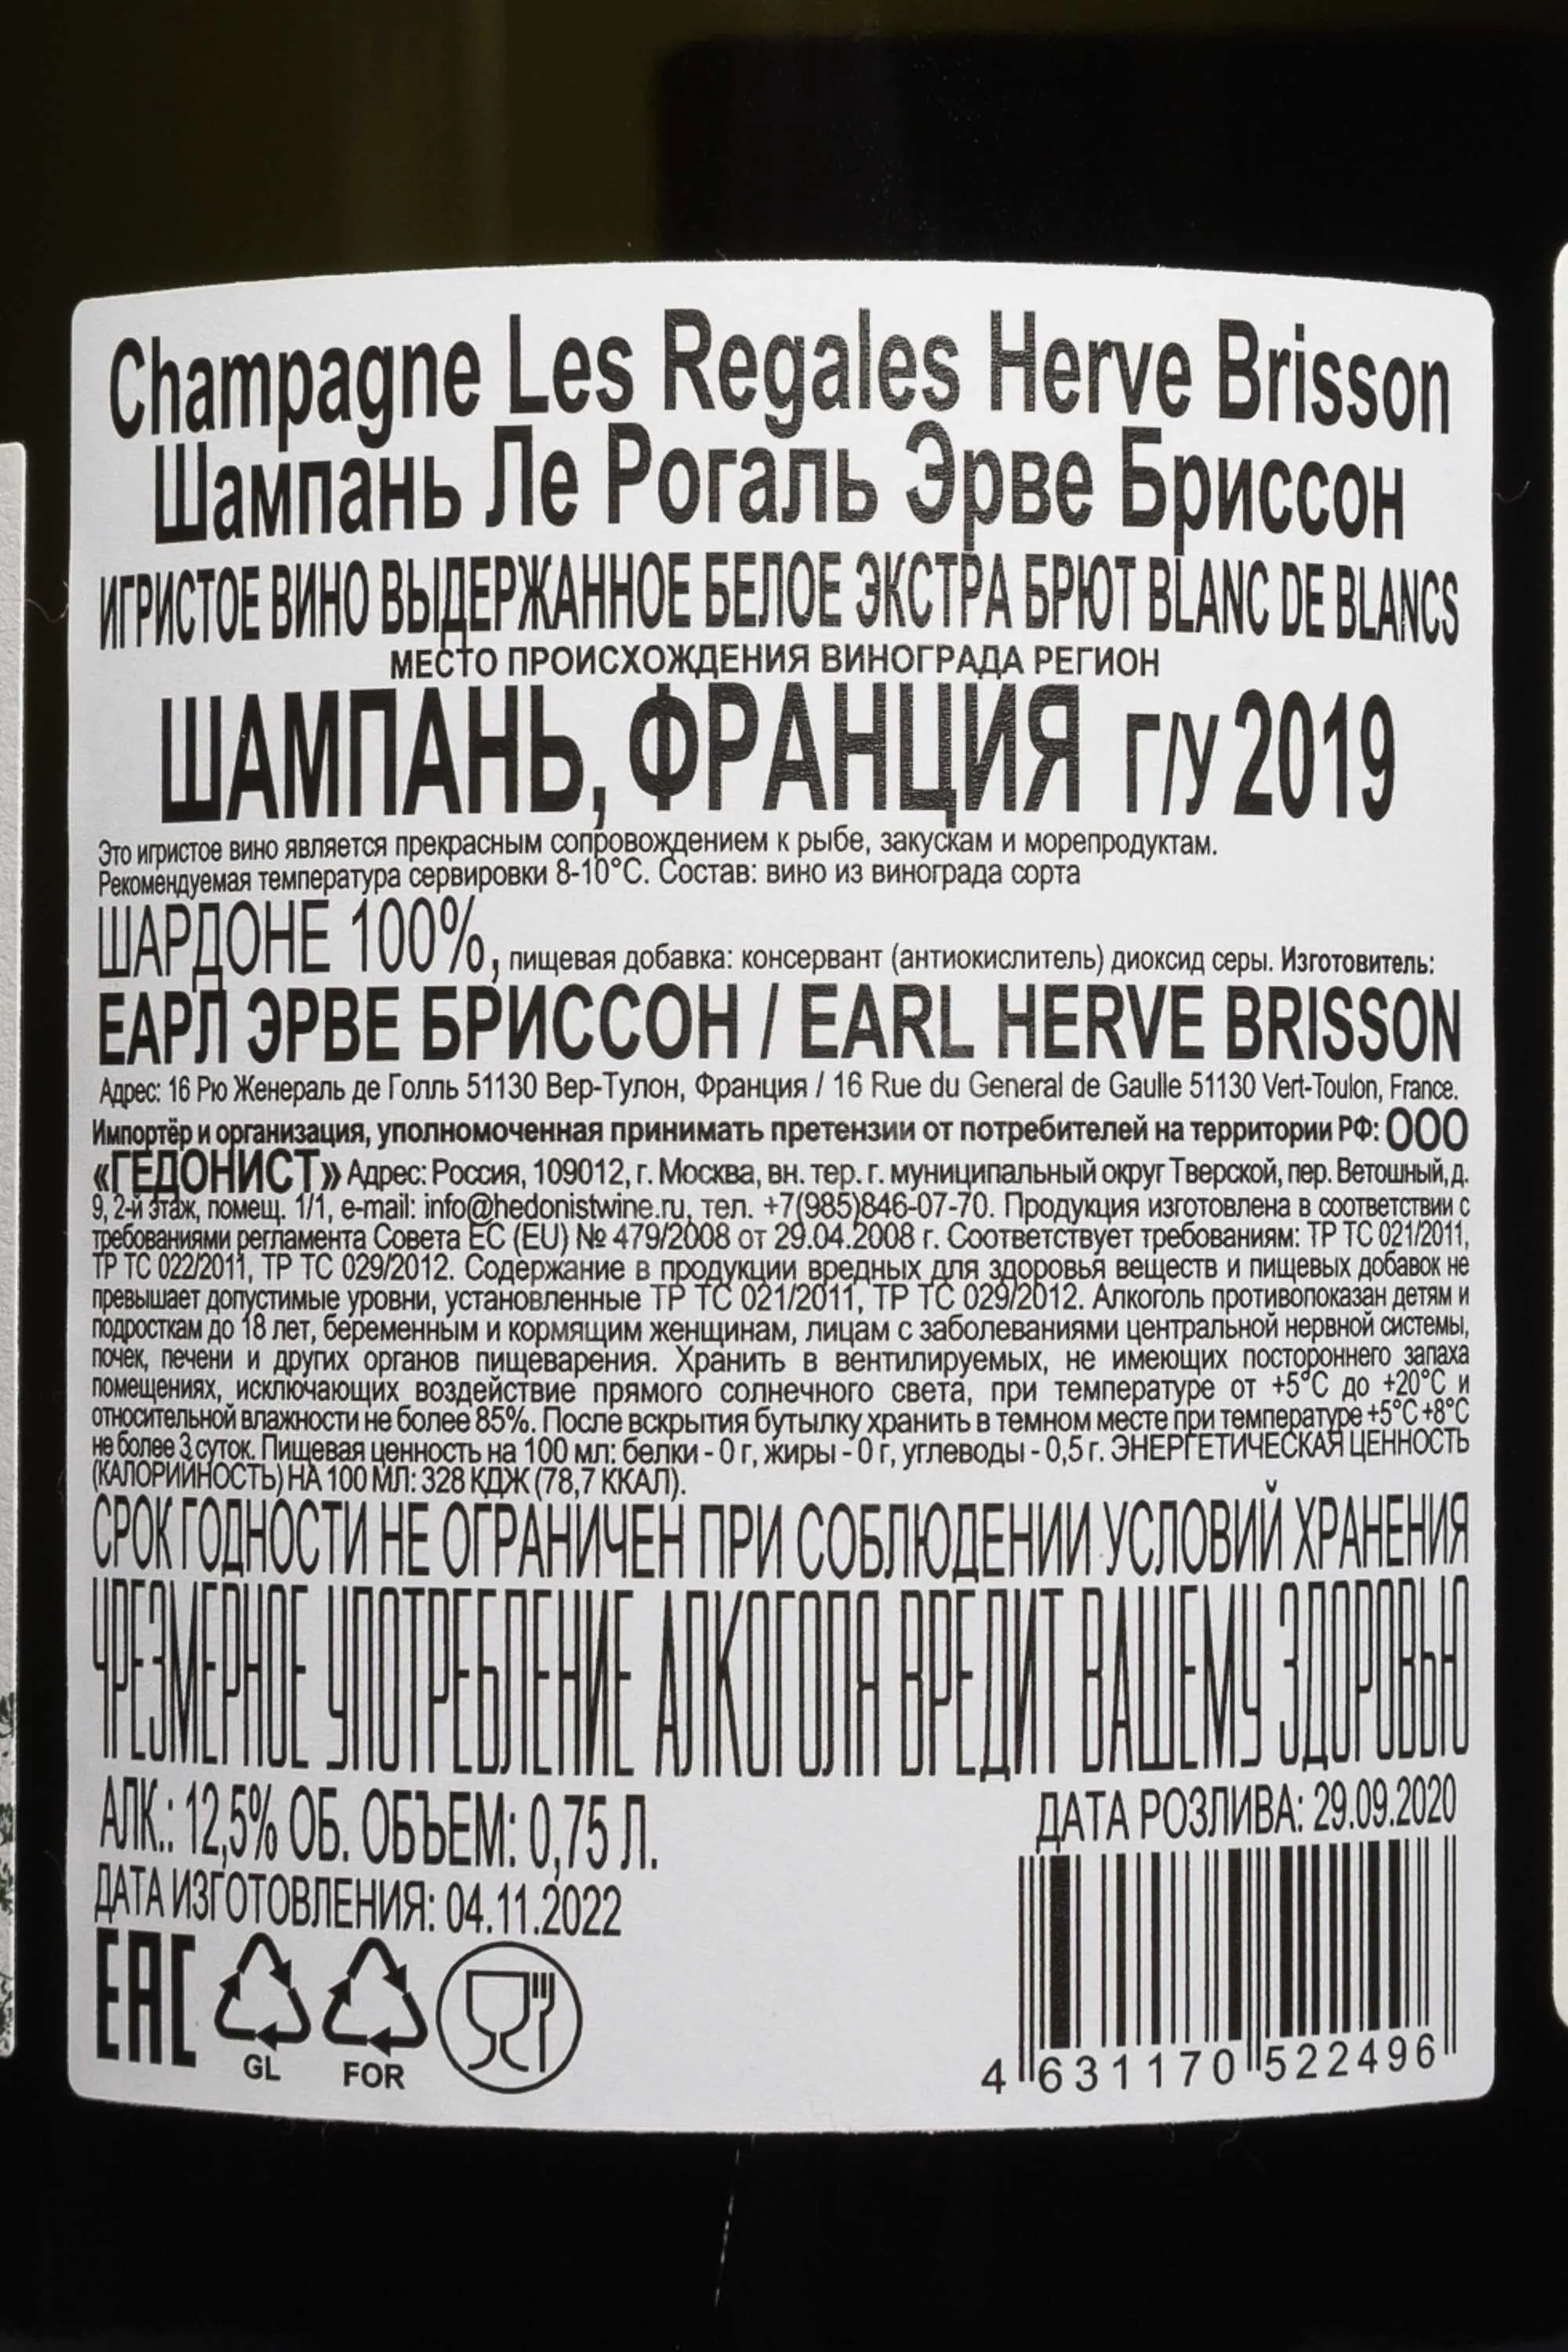 Champagne Les Regales Herve Brisson
Шампань Ле Рогаль Эрве Бриссон
ИГРИСТОЕ ВИНО ВЫДЕРЖАННОЕ БЕЛОЕ ЭКСТРА БРЮТ BLANC DE BLANCS
МЕСТО ПРОИСХОЖДЕНИЯ ВИНОГРАДА РЕГИОН
ШАМПАНЬ, ФРАНЦИЯ Г/У 2019
Это игристое вино является прекрасным сопровождением к рыбе, закускам и морепродуктам.
Рекомендуемая температура сервировки 8-10°С. Состав: вино из винограда сорта
ШАРДОНЕ 100%, пищевая добавка: консервант (антиокислитель) диоксид серы. Изготовитель:
ЕАРЛ ЭРВЕ БРИССОН / EARL HERVE BRISSON
Адрес: 16 Рю Женераль де Голль 51130 Вер-Тулон, Франция / 16 Rue du General de Gaulle 51130 Vert-Toulon, France.
Импортёр и организация, уполномоченная принимать претензии от потребителей на территории РФ: ООО
«ГЕДОНИСТ» Адрес: Россия, 109012, г. Москва, вн. тер. г. муниципальный округ Тверской, пер. Ветошный, д.
9, 2-й этаж, помещ. 1/1, e-mail: info@hedonistwine.ru, тел. +7(985)846-07-70. Продукция изготовлена в соответствии с
требованиями регламента Совета ЕС (EU) № 479/2008 от 29.04.2008 г. Соответствует требованиям: ТР ТС 021/2011,
ТР ТС 022/2011, ТР ТС 029/2012. Содержание в продукции вредных для здоровья веществ и пищевых добавок не
превышает допустимые уровни, установленные ТР ТС 021/2011, ТР ТС 029/2012. Алкоголь противопоказан детям и
подросткам до 18 лет, беременным и кормящим женщинам, лицам с заболеваниями центральной нервной системы,
почек, печени и других органов пищеварения. Хранить в вентилируемых, не имеющих постороннего запаха
помещениях, исключающих воздействие прямого солнечного света, при температуре от +5°С до +20°С и
относительной влажности не более 85%. После вскрытия бутылку хранить в темном месте при температуре +5°С +8°С
не более 3 суток. Пищевая ценность на 100 мл: белки - 0 г, жиры - 0 г, углеводы - 0,5 г. ЭНЕРГЕТИЧЕСКАЯ ЦЕННОСТЬ
(КАЛОРИЙНОСТЬ) НА 100 МЛ: 328 КДЖ (78,7 ККАЛ).
СРОК ГОДНОСТИ НЕ ОГРАНИЧЕН ПРИ СОБЛЮДЕНИИ УСЛОВИЙ ХРАНЕНИЯ
ЧРЕЗМЕРНОЕ УПОТРЕБЛЕНИЕ АЛКОГОЛЯ ВРЕДИТ ВАШЕМУ ЗДОРОВЬЮ
АЛК.: 12,5% ОБ. ОБЪЕМ: 0,75 Л.
ДАТА РОЗЛИВА: 29.09.2020
ДАТА ИЗГОТОВЛЕНИЯ: 04.11.2022
EAC
GL
FOR
4 631170 522496